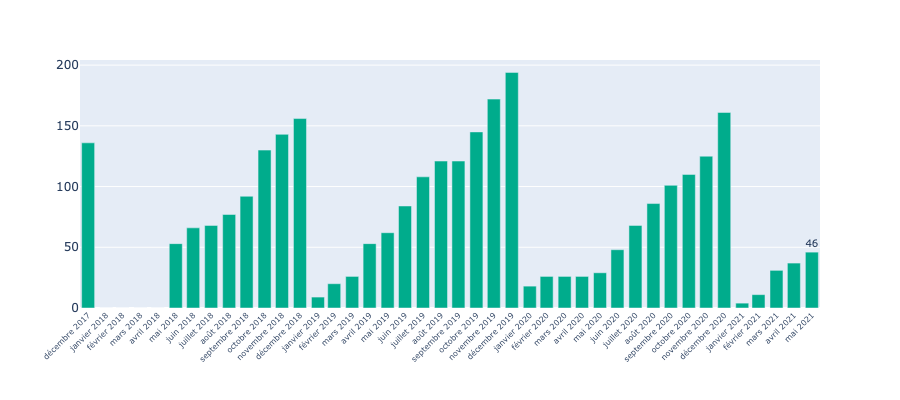 200
150
100
50
0
46
décembre 2017
janvier 2018
février 2018
mars 2018
avril 2018
mai 2018
juin 2018
juillet 2018
août 2018
septembre 2018
octobre 2018
novembre 2018
décembre 2018
janvier 2019
février 2019
mars 2019
avril 2019
mai 2019
juin 2019
juillet 2019
août 2019
septembre 2019
octobre 2019
novembre 2019
décembre 2019
janvier 2020
février 2020
mars 2020
avril 2020
mai 2020
juin 2020
juillet 2020
août 2020
septembre 2020
octobre 2020
novembre 2020
décembre 2020
janvier 2021
février 2021
mars 2021
avril 2021
mai 2021